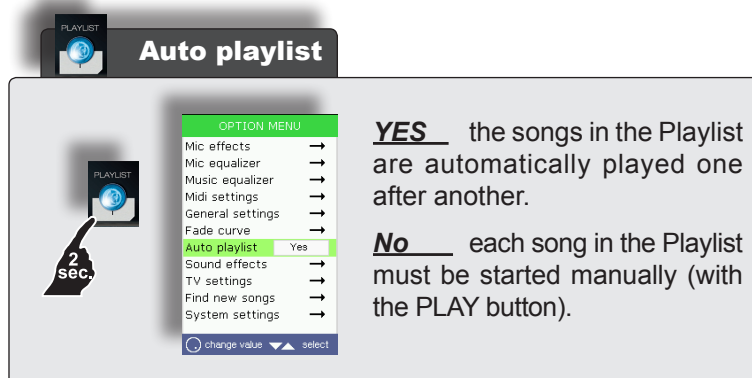 PLAYLIST
Auto playlist
PLAYLIST
2
sec.
OPTION MENU
Mic effects →
Mic equalizer →
Music equalizer →
Midi settings →
General settings →
Fade curve →
Auto playlist Yes
Sound effects →
TV settings →
Find new songs →
System settings →
change value select
YES the songs in the Playlist
are automatically played one
after another.
No each song in the Playlist
must be started manually (with
the PLAY button).